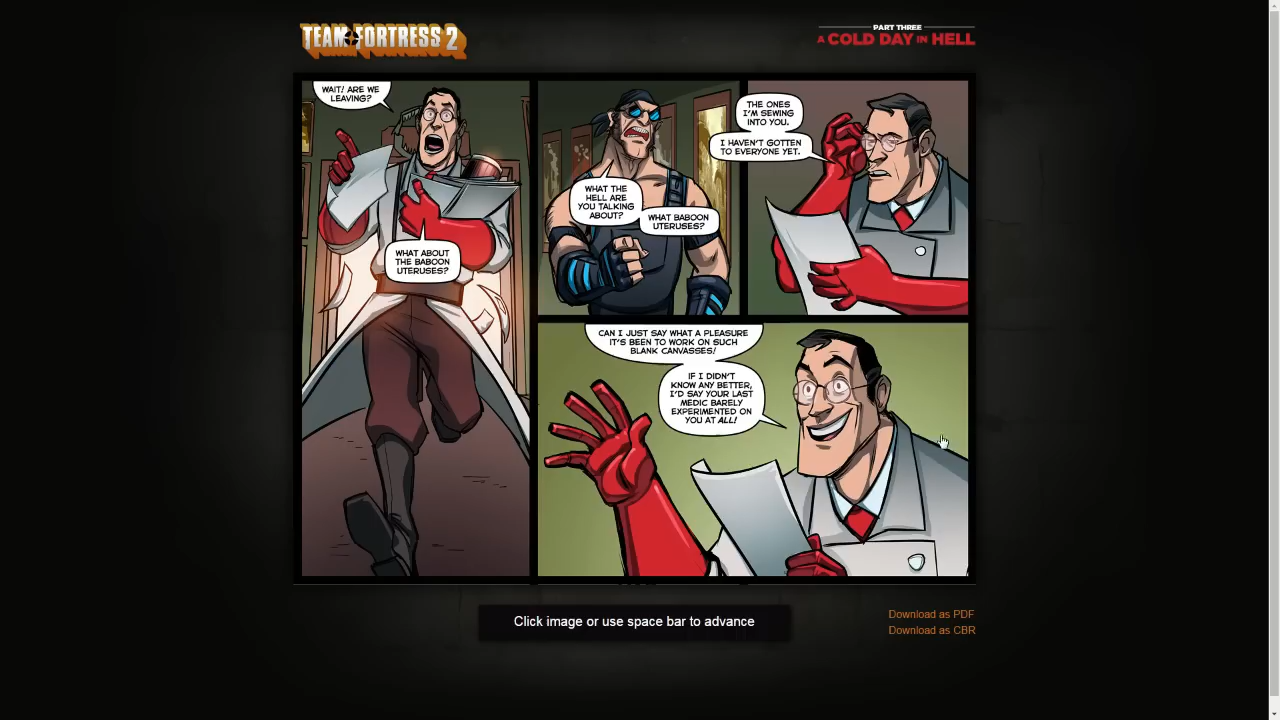 TEAM FORTRESS 2
PART THREE
A COLD DAY IN HELL
WAIT! ARE WE
LEAVING?
WHAT ABOUT
THE BABOON
UTERUSES?
WHAT THE
HELL ARE
YOU TALKING
ABOUT?
WHAT BABOON
UTERUSES?
THE ONES
I'M SEWING
INTO YOU.
I HAVEN'T GOTTEN
TO EVERYONE YET.
CAN I JUST SAY WHAT A PLEASURE
IT'S BEEN TO WORK ON SUCH
BLANK CANVASSES!
IF I DIDN'T
KNOW ANY BETTER,
I'D SAY YOUR LAST
MEDIC BARELY
EXPERIMENTED ON
YOU AT ALL!
Click image or use space bar to advance
Download as PDF
Download as CBR